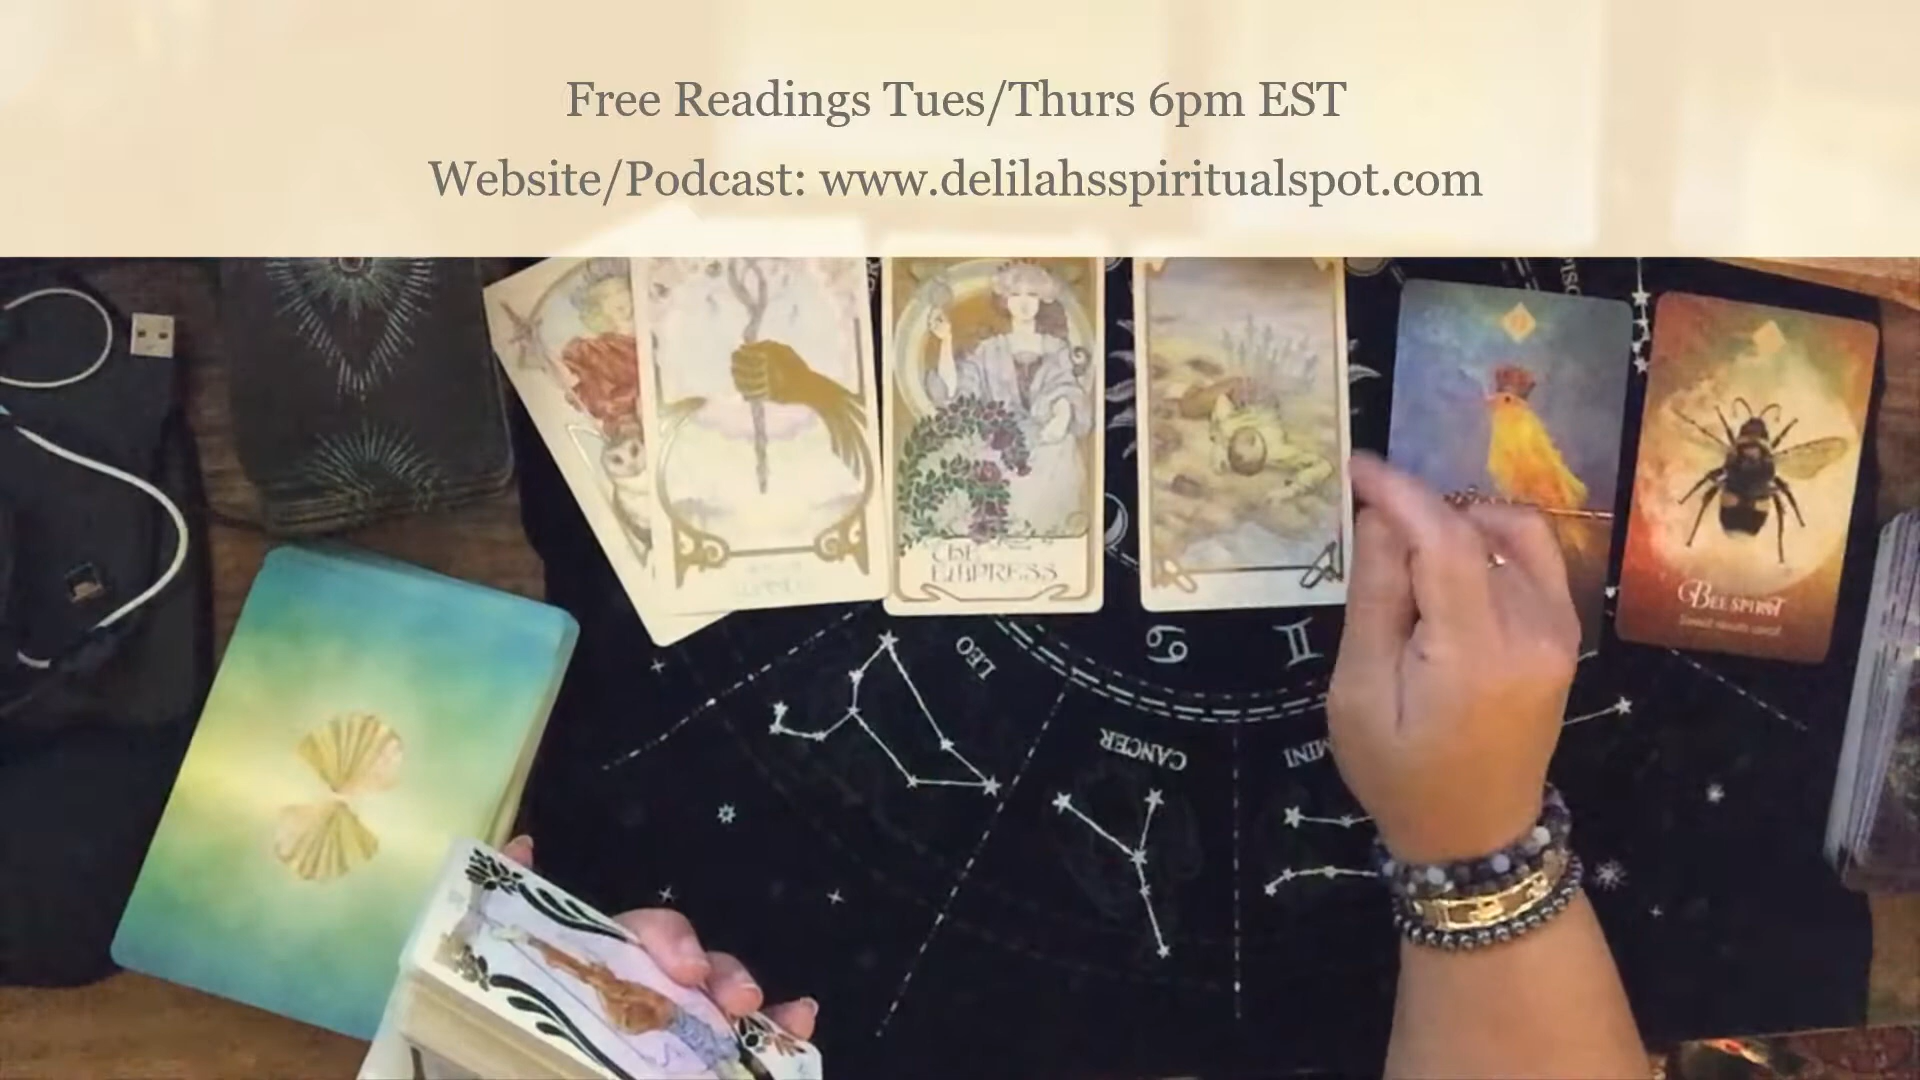 Free Readings Tues/Thurs 6pm EST
Website/Podcast: www.delilahsspiritualspot.com
THE
EMPRESS
BEE SPIRIT
LEO
CANCER